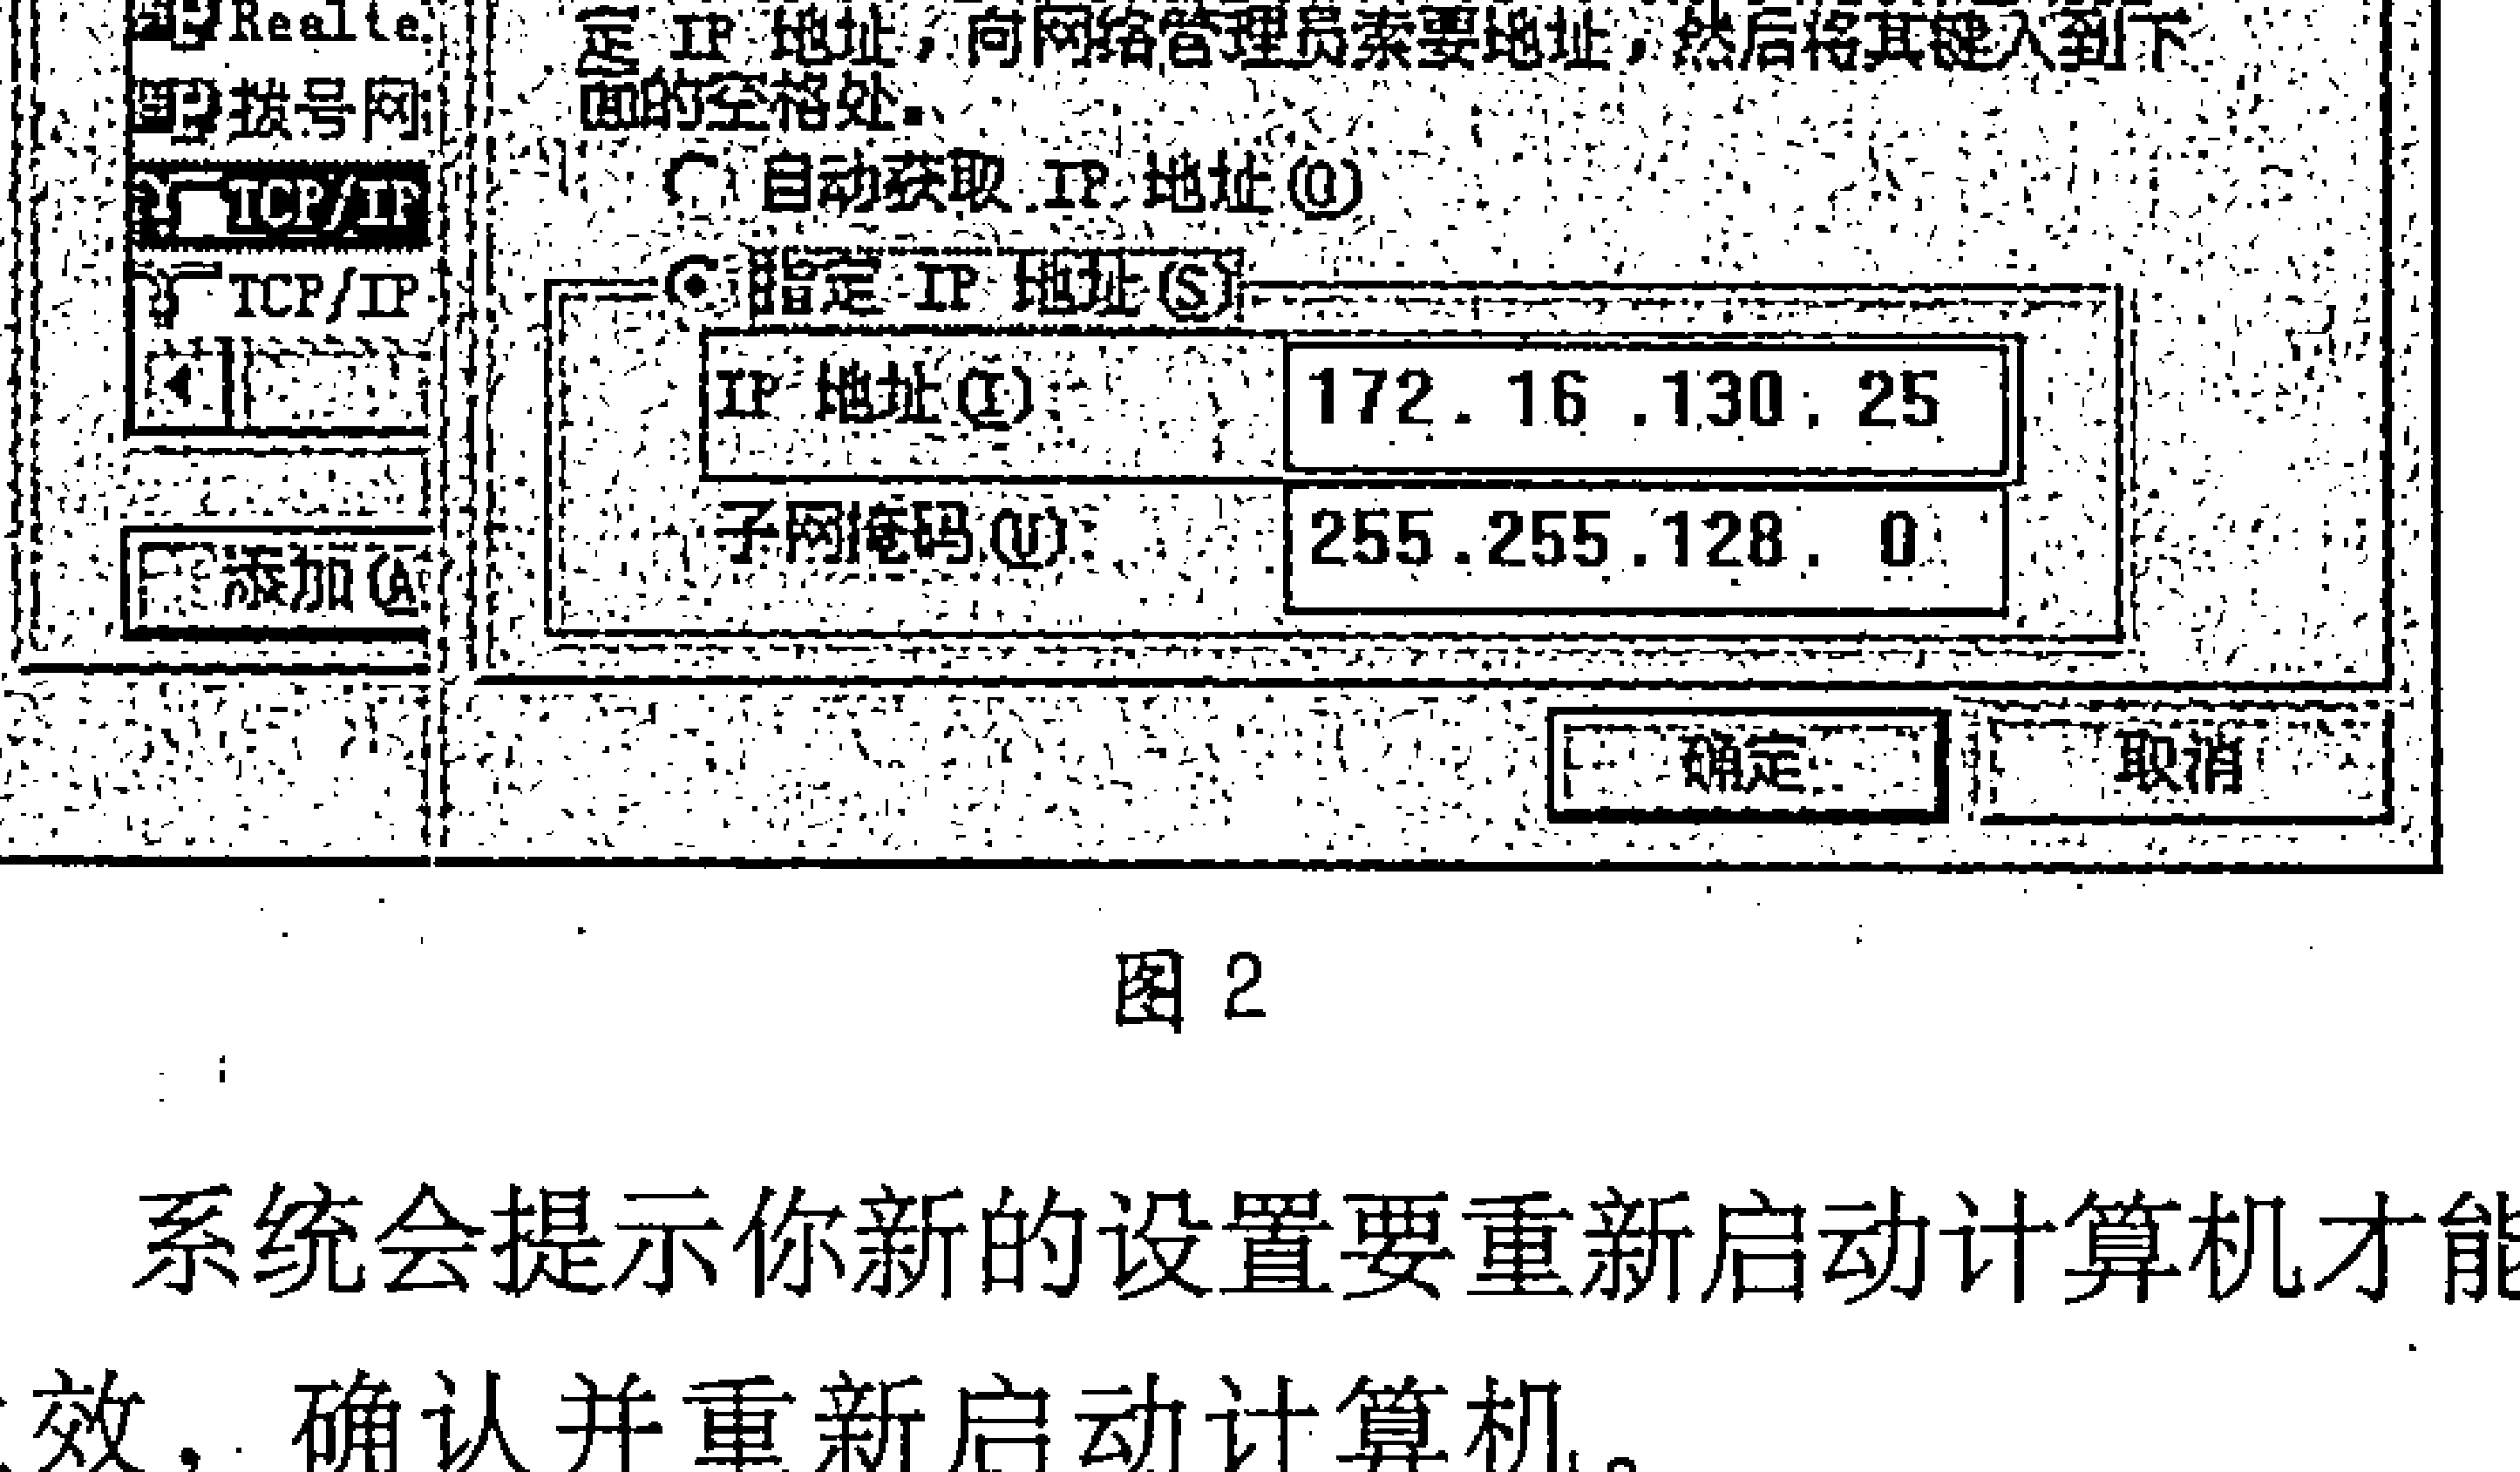 Realte
定 IP 地址，向网络管理员索要地址，然后将其键入到下
拨号网
面的空格处。
TCP/IP
自动获取 IP 地址(O)
TCP/IP
指定 IP 地址(S)
IP 地址(I)
172. 16 .130. 25
子网掩码(U)
255.255.128. 0
添加(A
确定
取消
图 2
系统会提示你新的设置要重新启动计算机才能
效，确认并重新启动计算机。